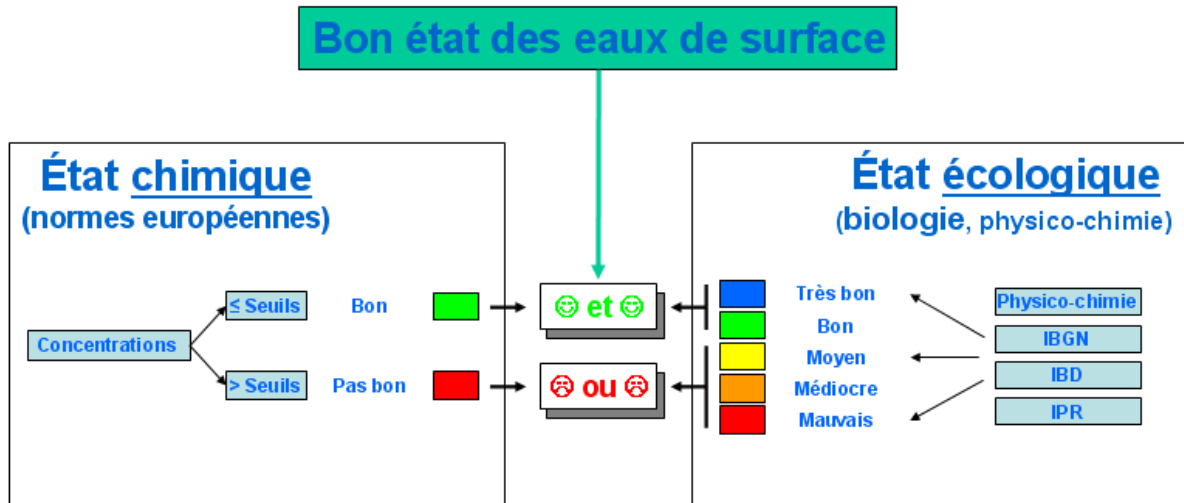 Bon état des eaux de surface
État chimique
(normes européennes)
Concentrations
≤ Seuils
Bon
> Seuils
Pas bon
et
ou
État écologique
(biologie, physico-chimie)
Très bon
Bon
Moyen
Médiocre
Mauvais
Physico-chimie
IBGN
IBD
IPR